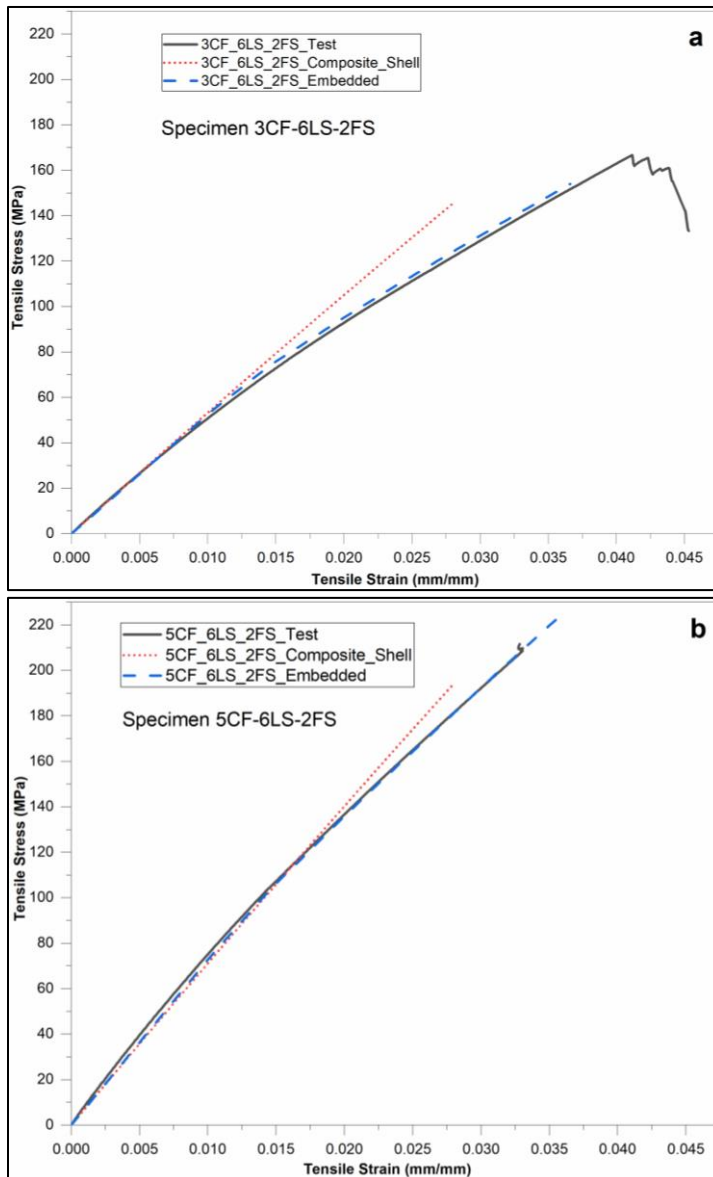 a
220
200
180
160
140
120
100
80
60
40
20
0
Tensile Stress (MPa)
3CF_6LS_2FS_Test
3CF_6LS_2FS_Composite_Shell
3CF_6LS_2FS_Embedded
Specimen 3CF-6LS-2FS
0.000 0.005 0.010 0.015 0.020 0.025 0.030 0.035 0.040 0.045
Tensile Strain (mm/mm)
b
220
200
180
160
140
120
100
80
60
40
20
0
Tensile Stress (MPa)
5CF_6LS_2FS_Test
5CF_6LS_2FS_Composite_Shell
5CF_6LS_2FS_Embedded
Specimen 5CF-6LS-2FS
0.000 0.005 0.010 0.015 0.020 0.025 0.030 0.035 0.040 0.045
Tensile Strain (mm/mm)